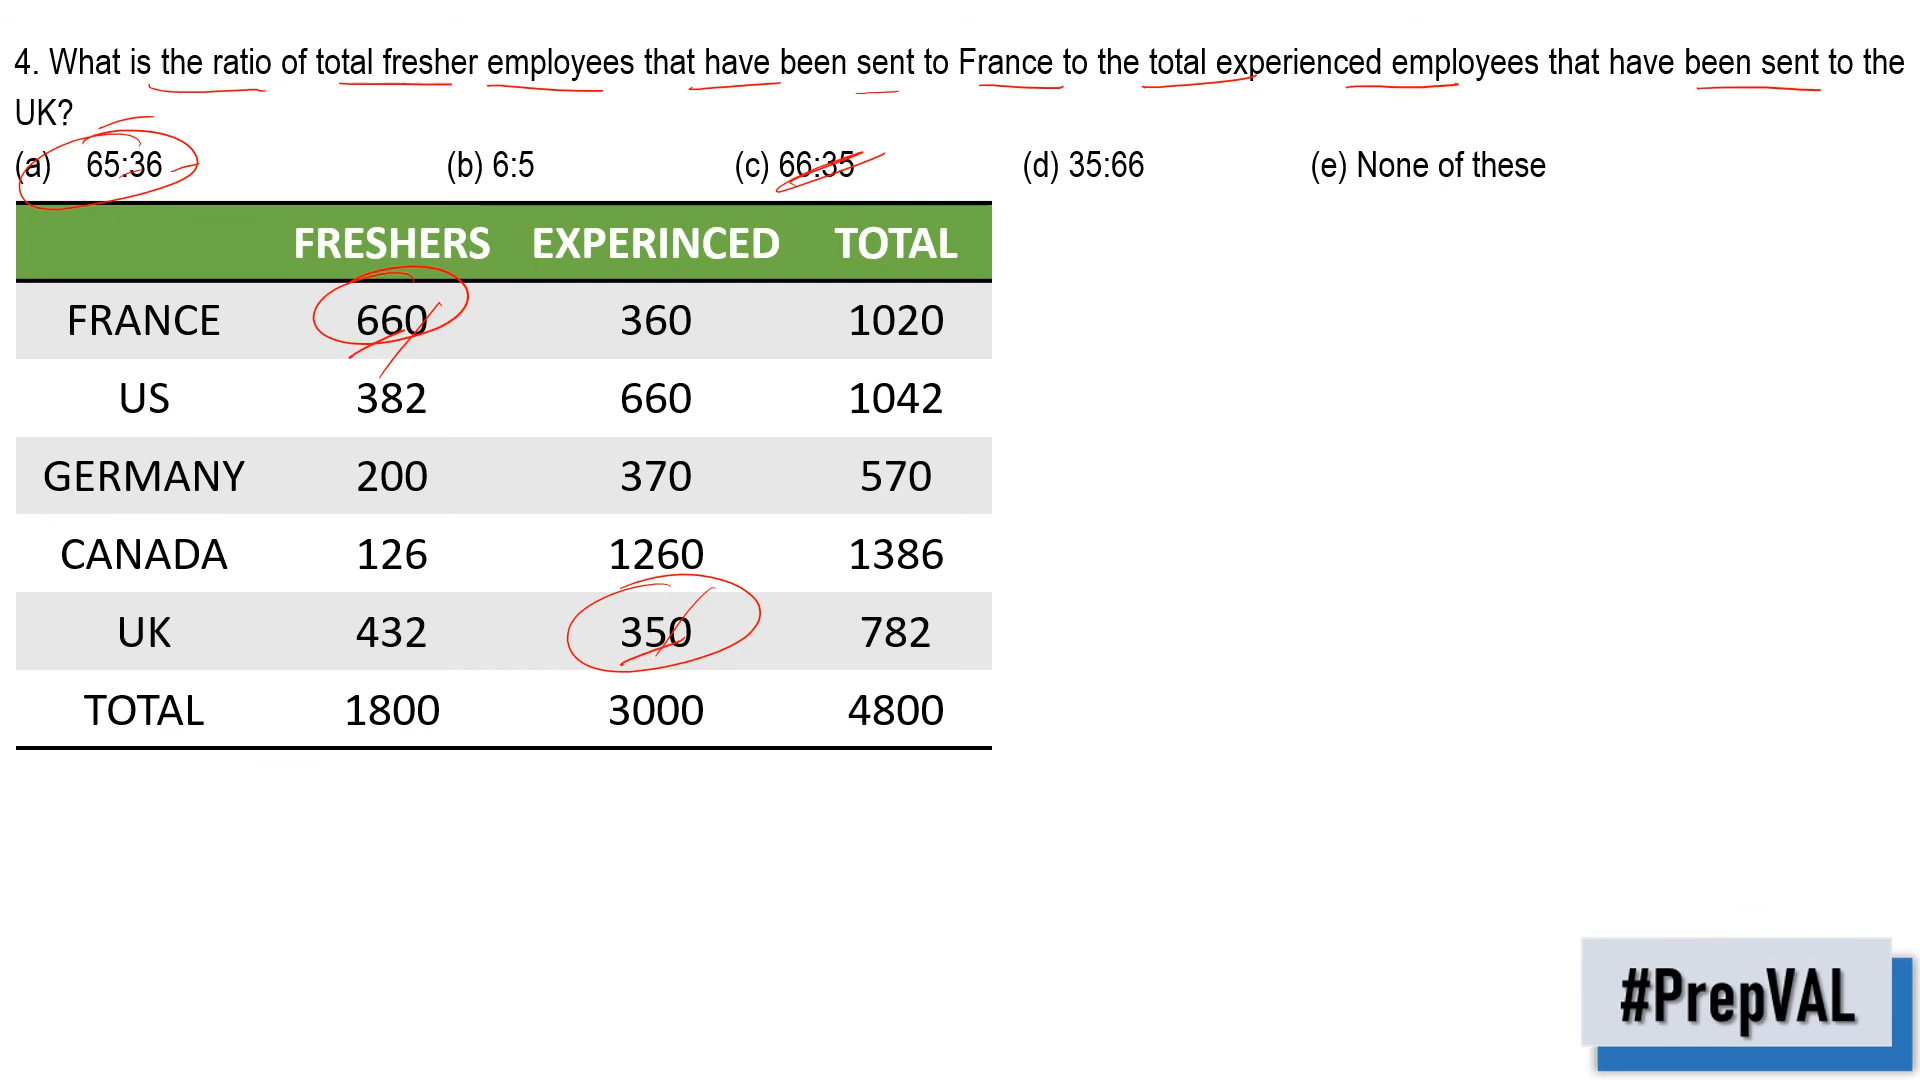 4. What is the ratio of total fresher employees that have been sent to France to the total experienced employees that have been sent to the
UK?
(a) 65:36 (b) 6:5 (c) 66:35 (d) 35:66 (e) None of these
FRESHERS EXPERINCED TOTAL
FRANCE 660 360 1020
US 382 660 1042
GERMANY 200 370 570
CANADA 126 1260 1386
UK 432 350 782
TOTAL 1800 3000 4800
#PrepVAL